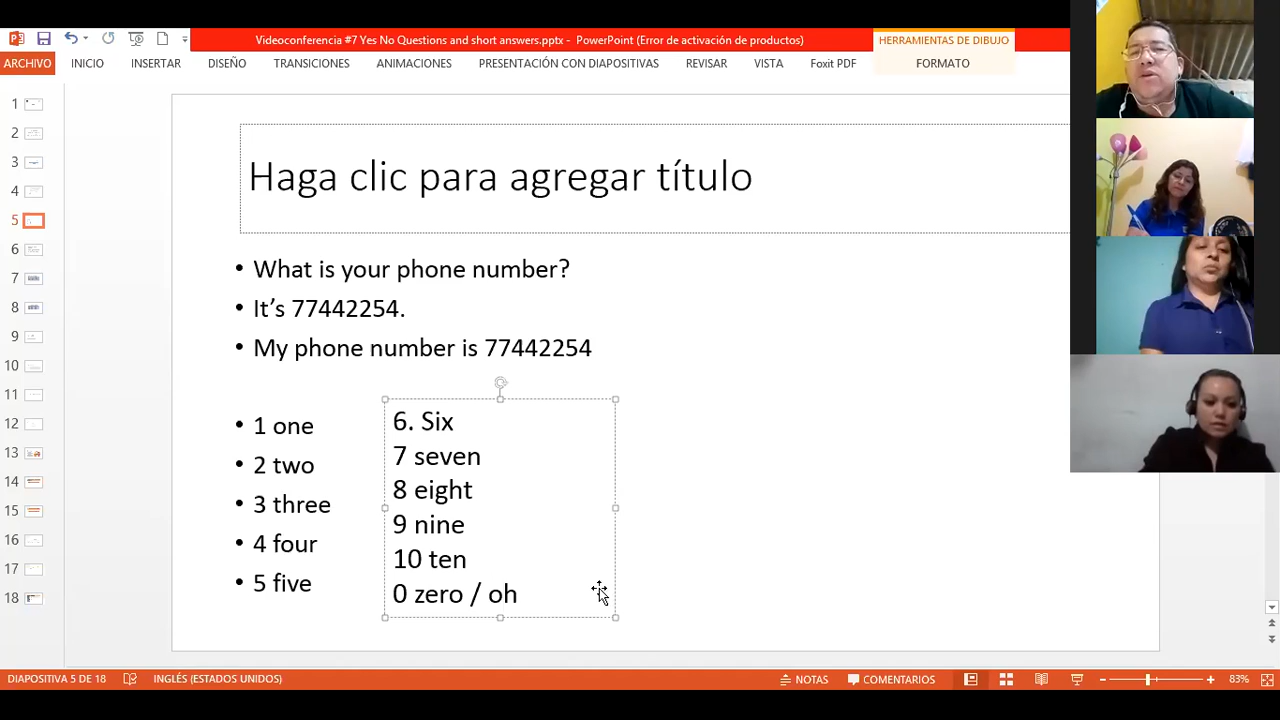 Videoconferencia #7 Yes No Questions and short answers.pptx - PowerPoint (Error de activación de productos)
HERRAMIENTAS DE DIBUJO
ARCHIVO INICIO INSERTAR DISEÑO TRANSICIONES ANIMACIONES PRESENTACIÓN CON DIAPOSITIVAS REVISAR VISTA Foxit PDF FORMATO
1
2
3
4
5
6
7
8
9
10
11
12
13
14
15
16
17
18
Haga clic para agregar título
• What is your phone number?
• It’s 77442254.
• My phone number is 77442254
• 1 one
• 2 two
• 3 three
• 4 four
• 5 five
6. Six
7 seven
8 eight
9 nine
10 ten
0 zero / oh
DIAPOSITIVA 5 DE 18 INGLÉS (ESTADOS UNIDOS) NOTAS COMENTARIOS 83%